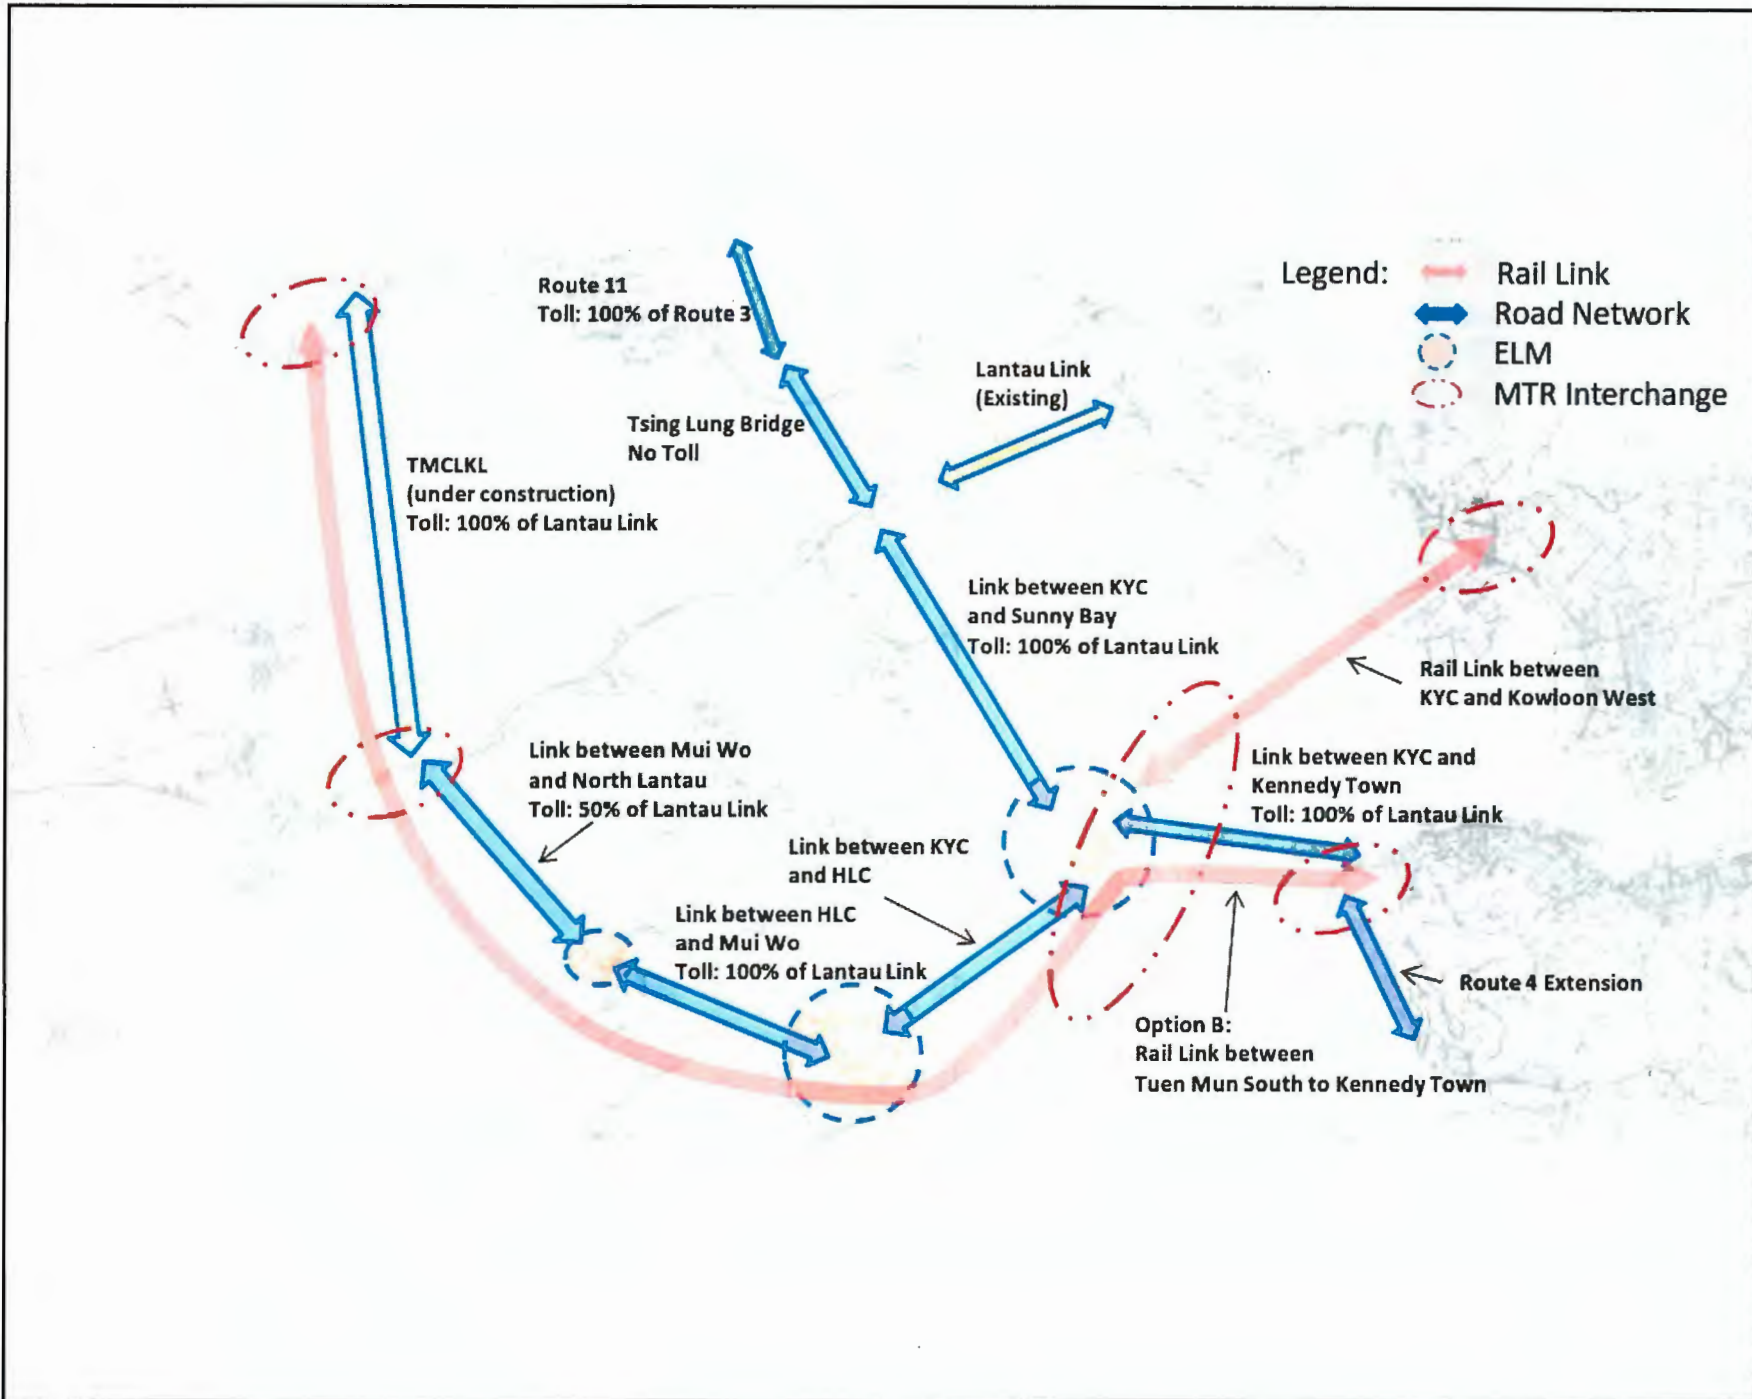 Legend:
Rail Link
Road Network
ELM
MTR Interchange
Route 11
Toll: 100% of Route 3
Lantau Link
(Existing)
Tsing Lung Bridge
No Toll
TMCLKL
(under construction)
Toll: 100% of Lantau Link
Link between KYC
and Sunny Bay
Toll: 100% of Lantau Link
Rail Link between
KYC and Kowloon West
Link between Mui Wo
and North Lantau
Toll: 50% of Lantau Link
Link between KYC and
Kennedy Town
Toll: 100% of Lantau Link
Link between KYC
and HLC
Link between HLC
and Mui Wo
Toll: 100% of Lantau Link
Route 4 Extension
Option B:
Rail Link between
Tuen Mun South to Kennedy Town